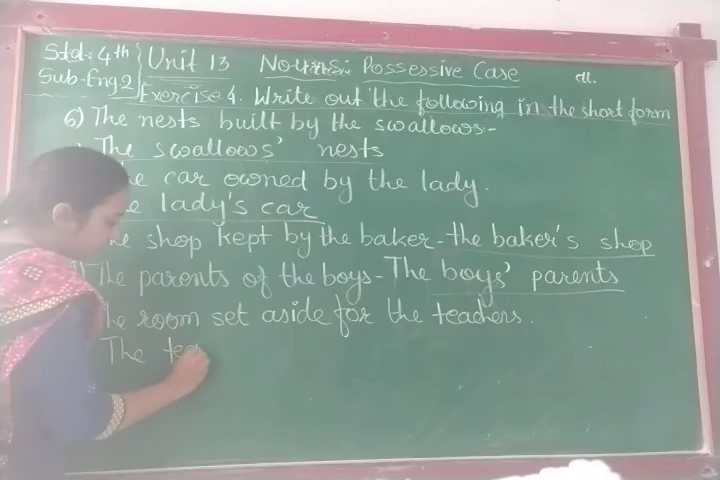 Std: 4th Unit 13 Nouns: Possessive Case
Sub-Eng 2 Exercise 4. Write out the following in the short form
6) The nests built by the swallows-
The swallows' nests
car owned by the lady.
lady's car
shop kept by the baker-the baker's shop
The parents of the boys-The boys' parents
room set aside for the teachers.
The tea